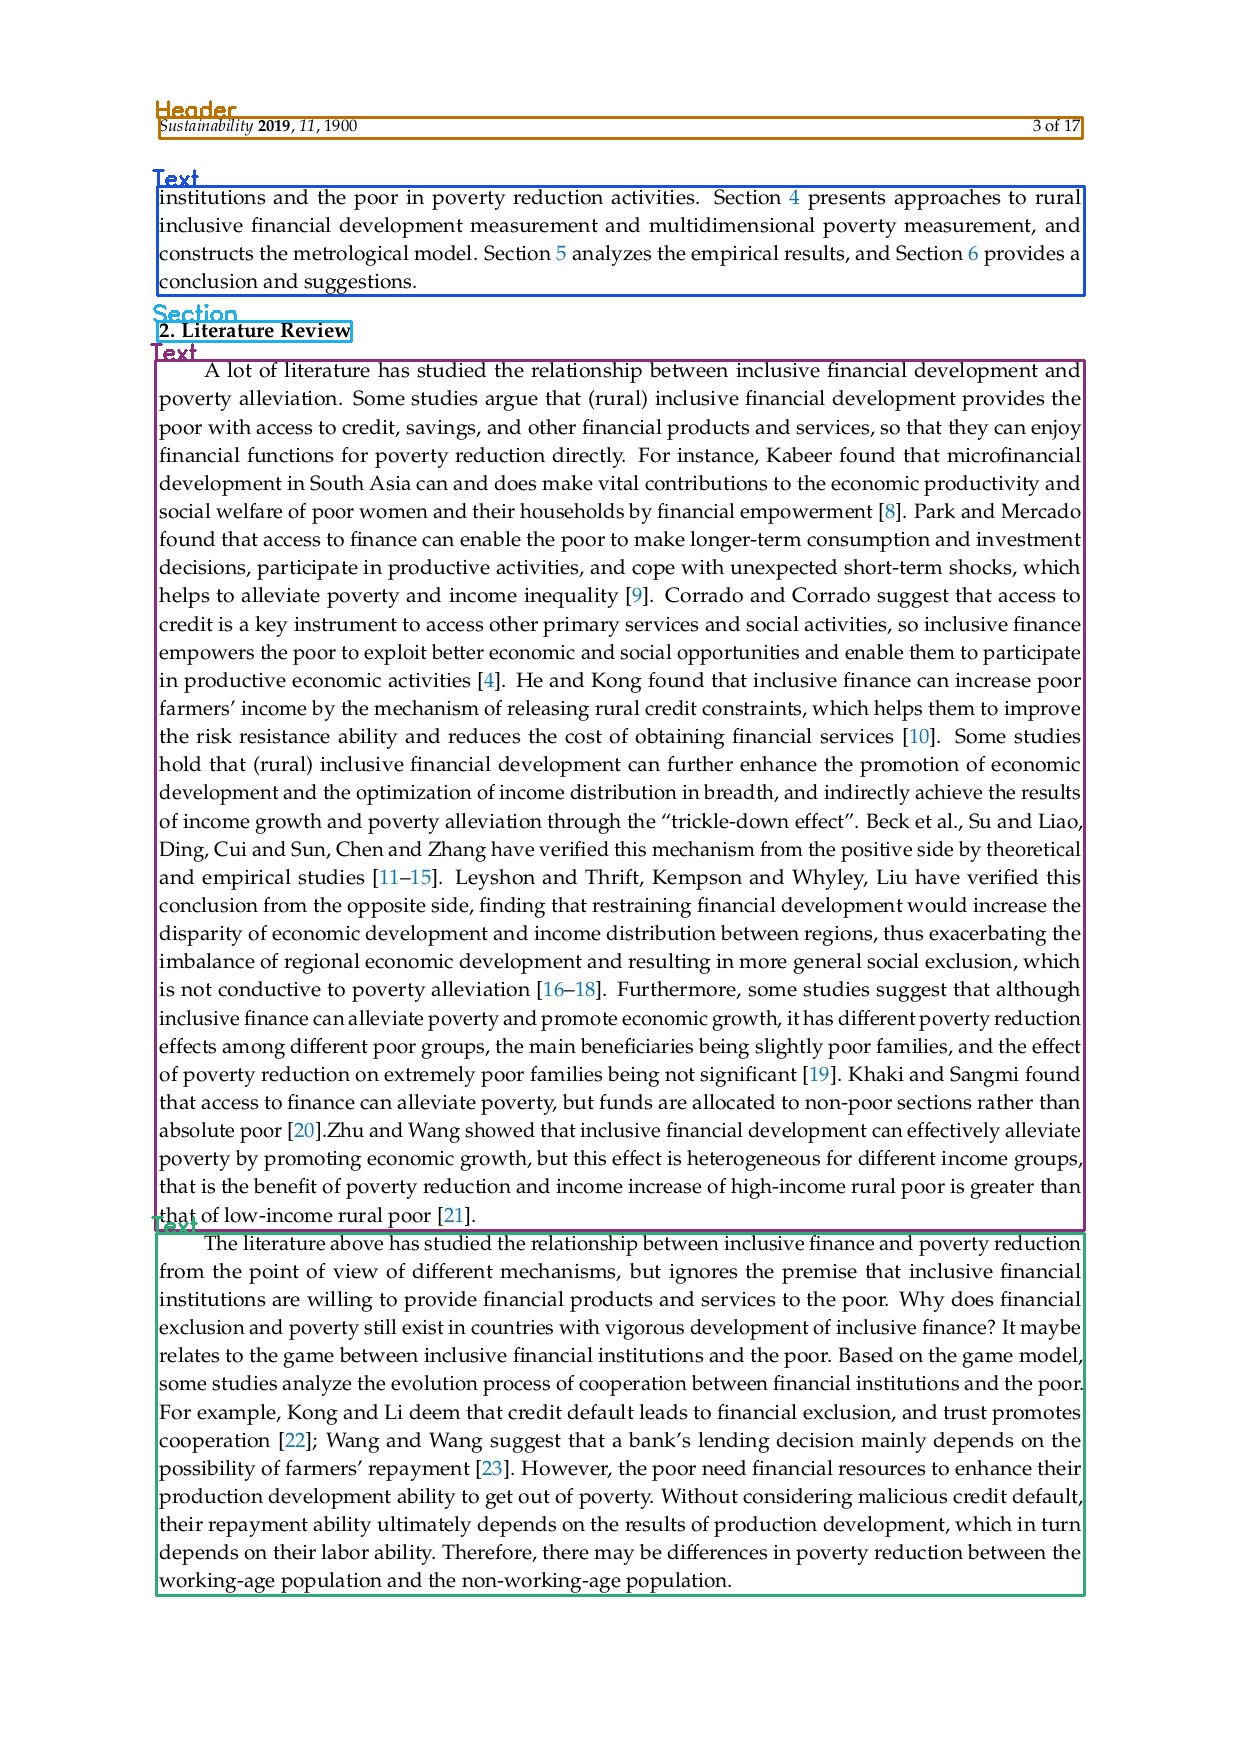 Header
Sustainability 2019, 11, 1900 3 of 17
Text
institutions and the poor in poverty reduction activities. Section 4 presents approaches to rural
inclusive financial development measurement and multidimensional poverty measurement, and
constructs the metrological model. Section 5 analyzes the empirical results, and Section 6 provides a
conclusion and suggestions.
Section
2. Literature Review
Text
A lot of literature has studied the relationship between inclusive financial development and
poverty alleviation. Some studies argue that (rural) inclusive financial development provides the
poor with access to credit, savings, and other financial products and services, so that they can enjoy
financial functions for poverty reduction directly. For instance, Kabeer found that microfinancial
development in South Asia can and does make vital contributions to the economic productivity and
social welfare of poor women and their households by financial empowerment [8]. Park and Mercado
found that access to finance can enable the poor to make longer-term consumption and investment
decisions, participate in productive activities, and cope with unexpected short-term shocks, which
helps to alleviate poverty and income inequality [9]. Corrado and Corrado suggest that access to
credit is a key instrument to access other primary services and social activities, so inclusive finance
empowers the poor to exploit better economic and social opportunities and enable them to participate
in productive economic activities [4]. He and Kong found that inclusive finance can increase poor
farmers’ income by the mechanism of releasing rural credit constraints, which helps them to improve
the risk resistance ability and reduces the cost of obtaining financial services [10]. Some studies
hold that (rural) inclusive financial development can further enhance the promotion of economic
development and the optimization of income distribution in breadth, and indirectly achieve the results
of income growth and poverty alleviation through the “trickle-down effect”. Beck et al., Su and Liao,
Ding, Cui and Sun, Chen and Zhang have verified this mechanism from the positive side by theoretical
and empirical studies [11–15]. Leyshon and Thrift, Kempson and Whyley, Liu have verified this
conclusion from the opposite side, finding that restraining financial development would increase the
disparity of economic development and income distribution between regions, thus exacerbating the
imbalance of regional economic development and resulting in more general social exclusion, which
is not conductive to poverty alleviation [16–18]. Furthermore, some studies suggest that although
inclusive finance can alleviate poverty and promote economic growth, it has different poverty reduction
effects among different poor groups, the main beneficiaries being slightly poor families, and the effect
of poverty reduction on extremely poor families being not significant [19]. Khaki and Sangmi found
that access to finance can alleviate poverty, but funds are allocated to non-poor sections rather than
absolute poor [20].Zhu and Wang showed that inclusive financial development can effectively alleviate
poverty by promoting economic growth, but this effect is heterogeneous for different income groups,
that is the benefit of poverty reduction and income increase of high-income rural poor is greater than
that of low-income rural poor [21].
Text
The literature above has studied the relationship between inclusive finance and poverty reduction
from the point of view of different mechanisms, but ignores the premise that inclusive financial
institutions are willing to provide financial products and services to the poor. Why does financial
exclusion and poverty still exist in countries with vigorous development of inclusive finance? It maybe
relates to the game between inclusive financial institutions and the poor. Based on the game model,
some studies analyze the evolution process of cooperation between financial institutions and the poor.
For example, Kong and Li deem that credit default leads to financial exclusion, and trust promotes
cooperation [22]; Wang and Wang suggest that a bank’s lending decision mainly depends on the
possibility of farmers’ repayment [23]. However, the poor need financial resources to enhance their
production development ability to get out of poverty. Without considering malicious credit default,
their repayment ability ultimately depends on the results of production development, which in turn
depends on their labor ability. Therefore, there may be differences in poverty reduction between the
working-age population and the non-working-age population.